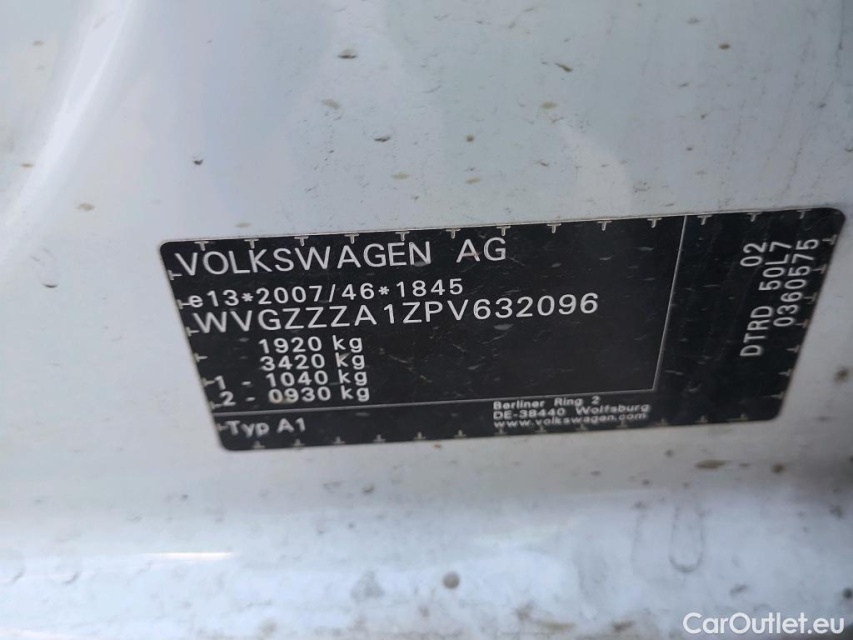 VOLKSWAGEN AG
e13*2007/46*1845
WVGZZZA1ZPV632096
1920 kg
3420 kg
1 - 1040 kg
2 - 0930 kg
Typ A1
Berliner Ring 2
DE-38440 Wolfsburg
www.volkswagen.com
02
DTRD 50L7
0360575
CarOutlet.eu